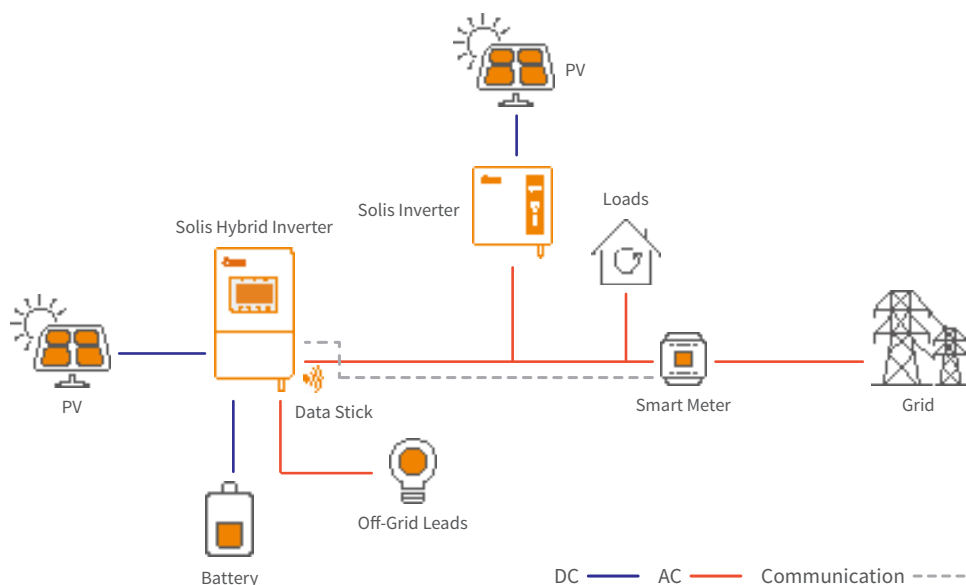 PV
Solis Inverter
Loads
Solis Hybrid Inverter
PV
Data Stick
Smart Meter
Grid
Off-Grid Leads
Battery
DC
AC
Communication